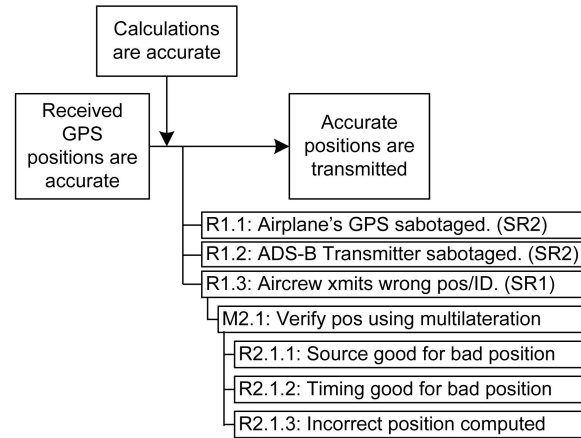 Calculations
are accurate
Received
GPS
positions are
accurate
Accurate
positions are
transmitted
R1.1: Airplane's GPS sabotaged. (SR2)
R1.2: ADS-B Transmitter sabotaged. (SR2)
R1.3: Aircrew xmits wrong pos/ID. (SR1)
M2.1: Verify pos using multilateration
R2.1.1: Source good for bad position
R2.1.2: Timing good for bad position
R2.1.3: Incorrect position computed